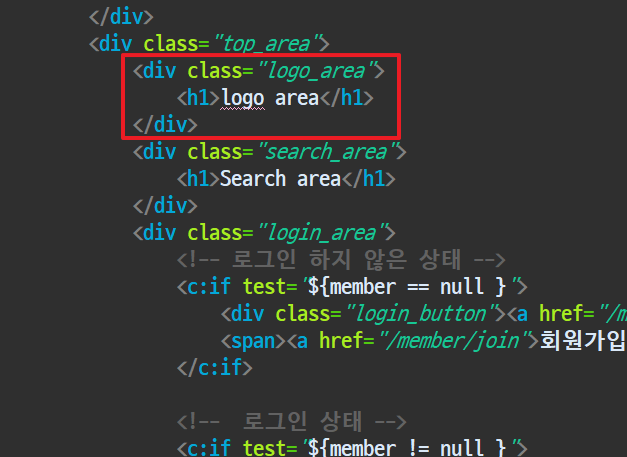 </div>
<div class="top_area">
<div class="logo_area">
<h1>logo area</h1>
</div>
<div class="search_area">
<h1>Search area</h1>
</div>
<div class="login_area">
<!-- 로그인 하지 않은 상태 -->
<c:if test="${member == null }">
<div class="login_button"><a href="/m
<span><a href="/member/join">회원가입
</c:if>
<!-- 로그인 상태 -->
<c:if test="${member != null }">